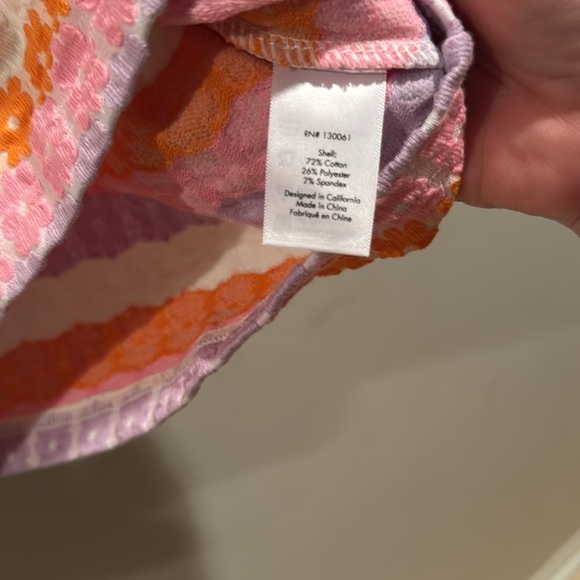 RN# 130061
Shell:
72% Cotton
26% Polyester
2% Spandex
Designed in California
Made in China
Fabriqué en Chine